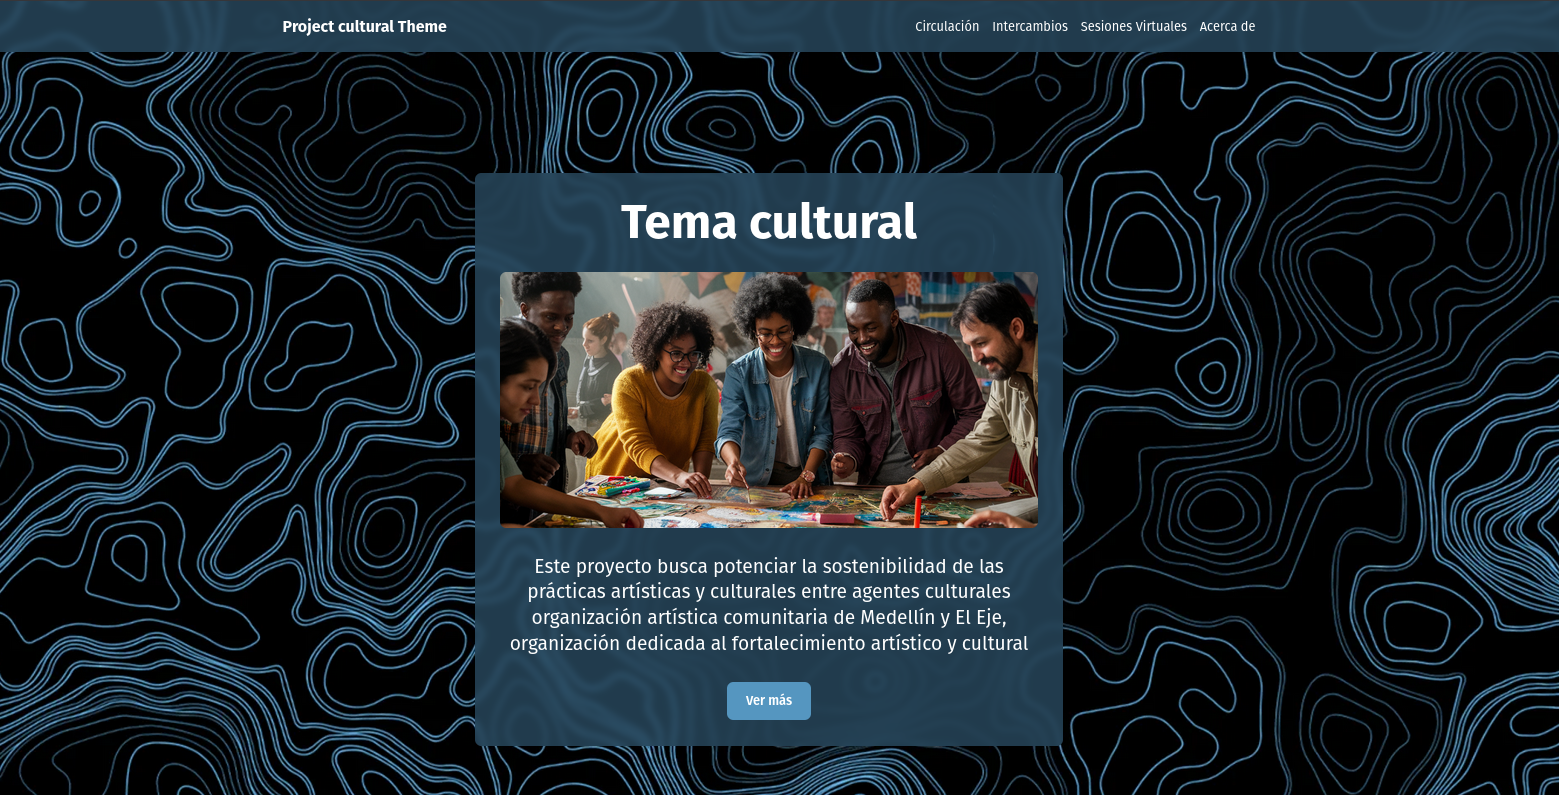 Project cultural Theme
Circulación Intercambios Sesiones Virtuales Acerca de
Tema cultural
Este proyecto busca potenciar la sostenibilidad de las
prácticas artísticas y culturales entre agentes culturales
organización artística comunitaria de Medellín y El Eje,
organización dedicada al fortalecimiento artístico y cultural
Ver más